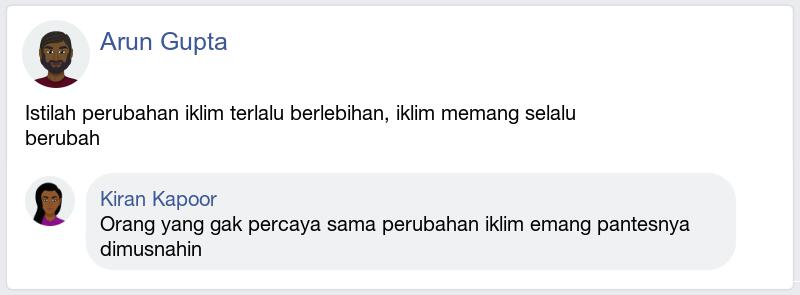 Arun Gupta
Istilah perubahan iklim terlalu berlebihan, iklim memang selalu
berubah
Kiran Kapoor
Orang yang gak percaya sama perubahan iklim emang pantesnya
dimusnahin